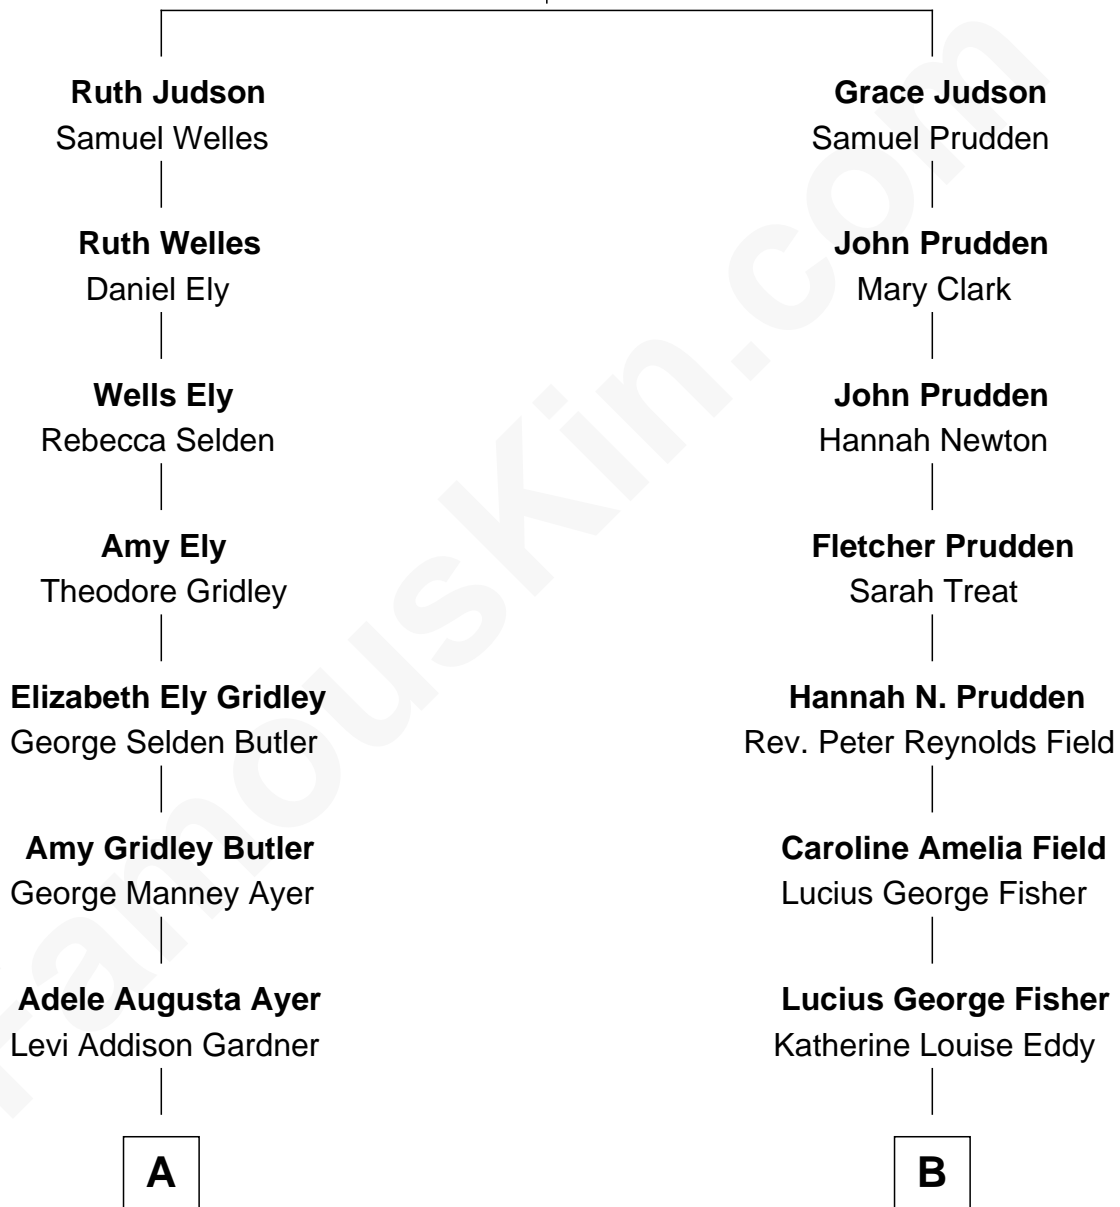 Ruth Judson
Samuel Welles
Ruth Welles
Daniel Ely
Wells Ely
Rebecca Selden
Amy Ely
Theodore Gridley
Elizabeth Ely Gridley
George Selden Butler
Amy Gridley Butler
George Manney Ayer
Adele Augusta Ayer
Levi Addison Gardner
A
Grace Judson
Samuel Prudden
John Prudden
Mary Clark
John Prudden
Hannah Newton
Fletcher Prudden
Sarah Treat
Hannah N. Prudden
Rev. Peter Reynolds Field
Caroline Amelia Field
Lucius George Fisher
Lucius George Fisher
Katherine Louise Eddy
B
FamousKin.com